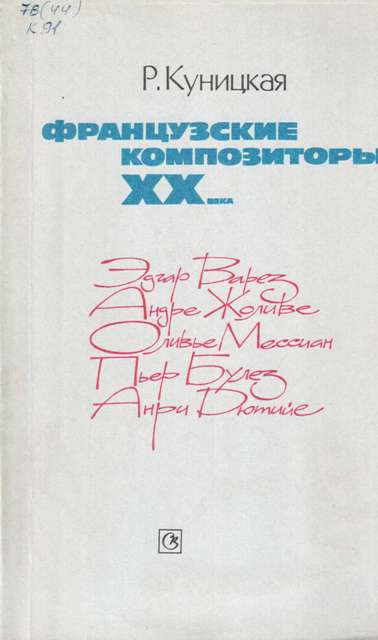 78(44)
К 91
Р. Куницкая
ФРАНЦУЗСКИЕ
КОМПОЗИТОРЫ
XX ВЕКА
Эдгар Варез
Андре Жоливе
Оливье Мессиан
Пьер Булез
Анри Дютийе